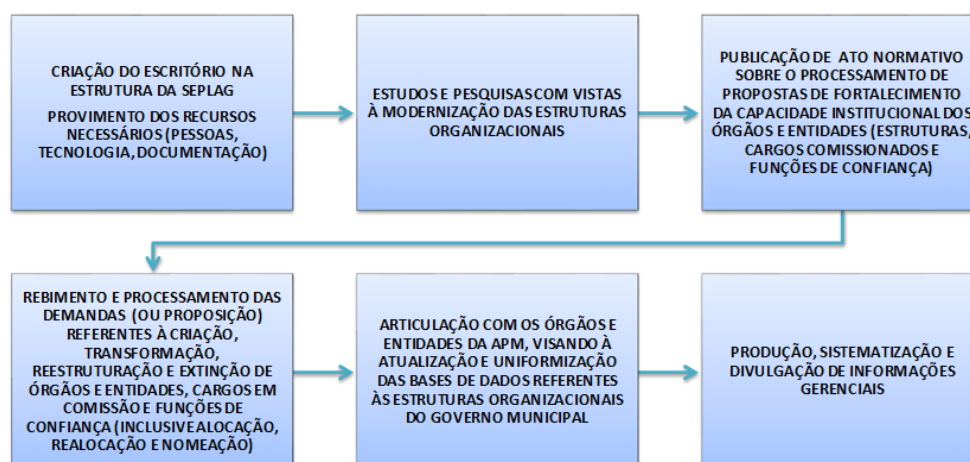 CRIAÇÃO DO ESCRITÓRIO NA
ESTRUTURA DA SEPLAG
PROVIMENTO DOS RECURSOS
NECESSÁRIOS (PESSOAS,
TECNOLOGIA, DOCUMENTAÇÃO)
ESTUDOS E PESQUISAS COM VISTAS
À MODERNIZAÇÃO DAS ESTRUTURAS
ORGANIZACIONAIS
PUBLICAÇÃO DE ATO NORMATIVO
SOBRE O PROCESSAMENTO DE
PROPOSTAS DE FORTALECIMENTO
DA CAPACIDADE INSTITUCIONAL DOS
ÓRGÃOS E ENTIDADES (ESTRUTURAS,
CARGOS COMISSIONADOS E
FUNÇÕES DE CONFIANÇA)
REBIMENTO E PROCESSAMENTO DAS
DEMANDAS (OU PROPOSIÇÃO)
REFERENTES À CRIAÇÃO,
TRANSFORMAÇÃO,
REESTRUTURAÇÃO E EXTINÇÃO DE
ÓRGÃOS E ENTIDADES, CARGOS EM
COMISSÃO E FUNÇÕES DE
CONFIANÇA (INCLUSIVE ALOCAÇÃO,
REALOCAÇÃO E NOMEAÇÃO)
ARTICULAÇÃO COM OS ÓRGÃOS E
ENTIDADES DA APM, VISANDO À
ATUALIZAÇÃO E UNIFORMIZAÇÃO
DAS BASES DE DADOS REFERENTES
ÀS ESTRUTURAS ORGANIZACIONAIS
DO GOVERNO MUNICIPAL
PRODUÇÃO, SISTEMATIZAÇÃO E
DIVULGAÇÃO DE INFORMAÇÕES
GERENCIAIS